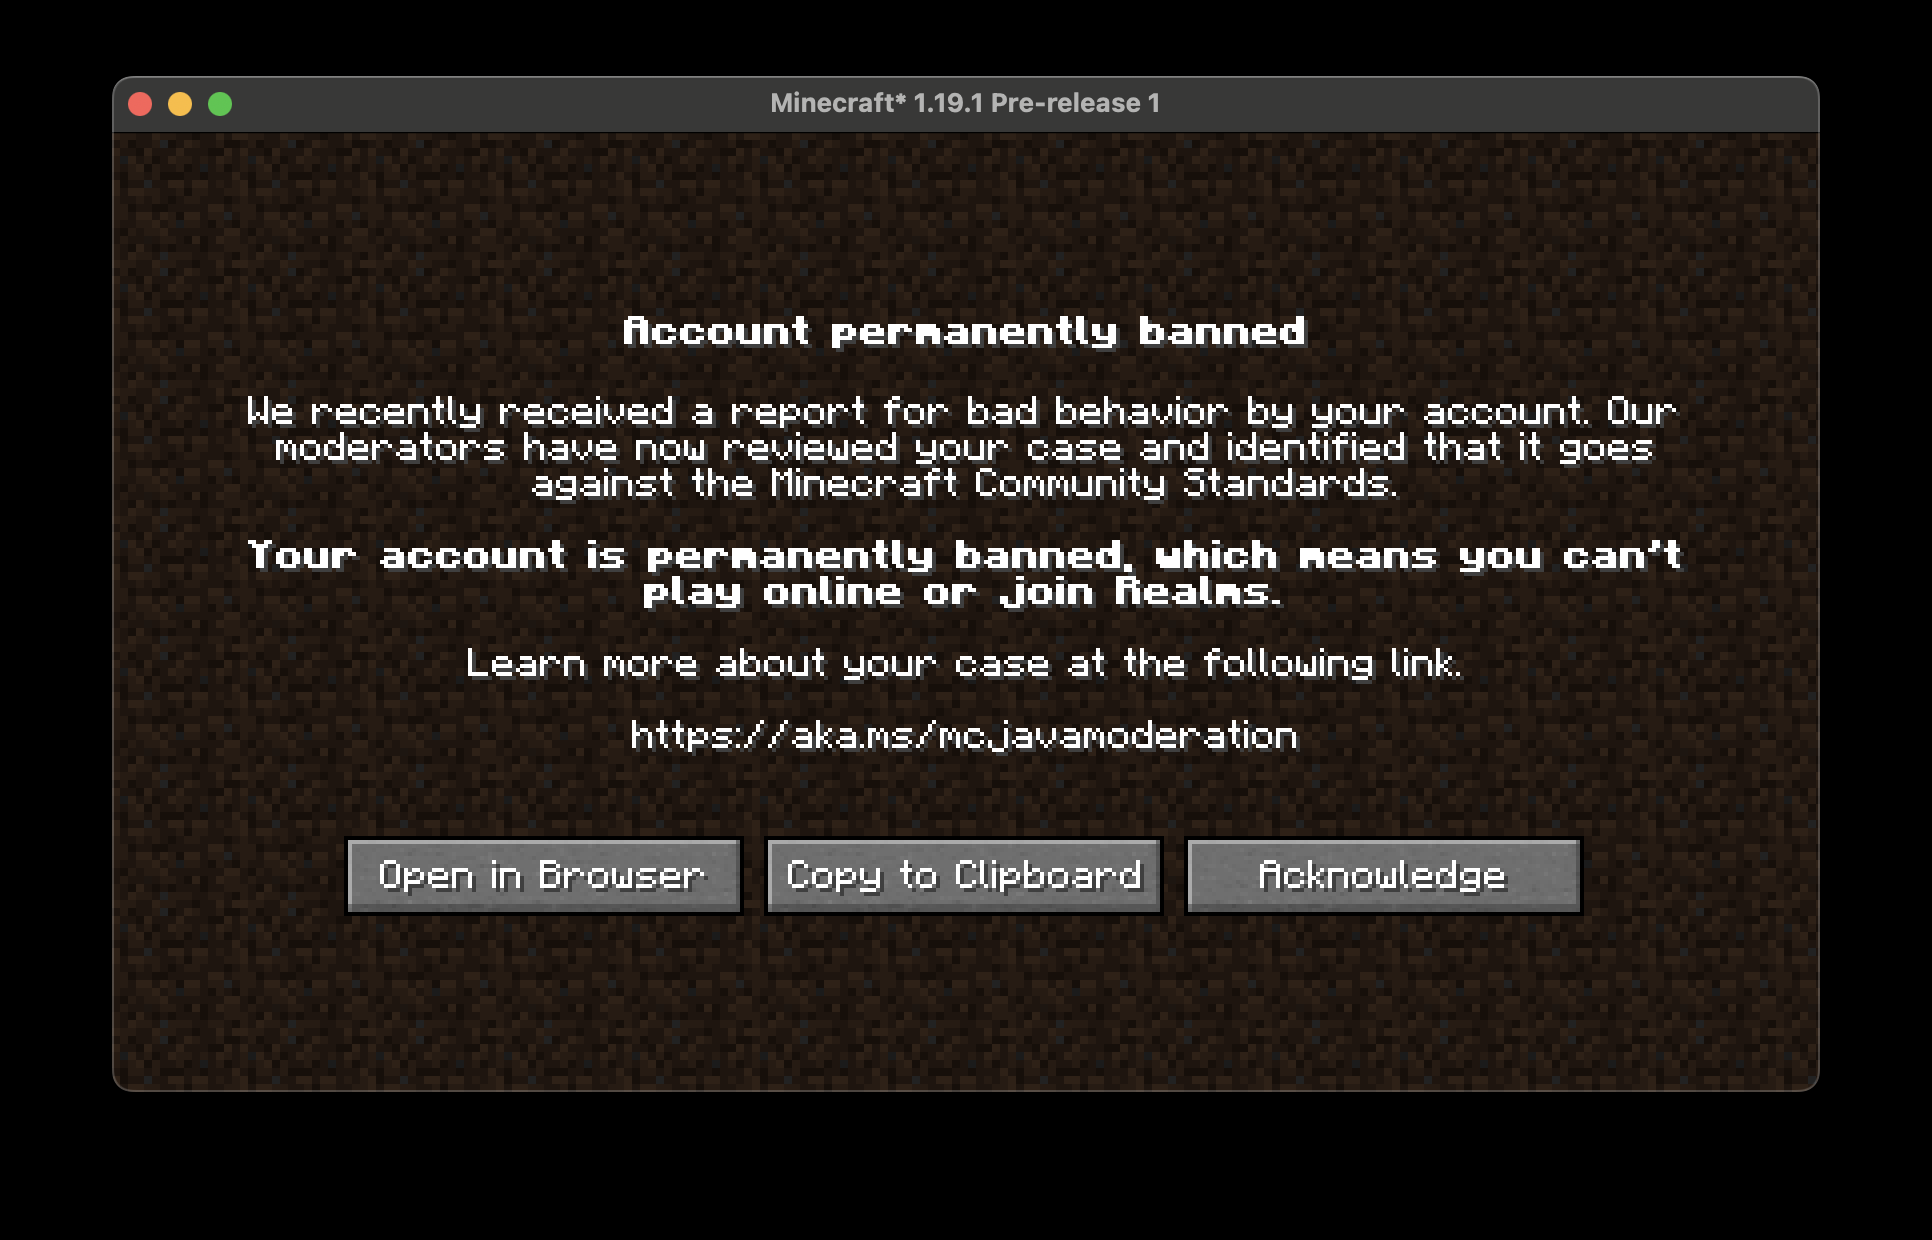 Minecraft* 1.19.1 Pre-release 1
Account permanently banned
We recently received a report for bad behavior by your account. Our
moderators have now reviewed your case and identified that it goes
against the Minecraft Community Standards.
Your account is permanently banned, which means you can't
play online or join Realms.
Learn more about your case at the following link.
https://aka.ms/mcjavamoderation
Open in Browser
Copy to Clipboard
Acknowledge